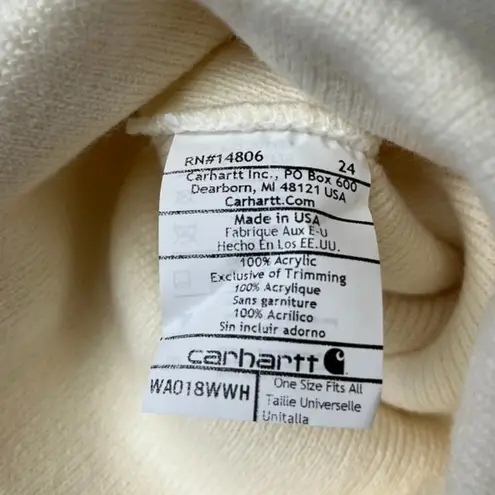 RN#14806 24
Carhartt Inc., PO Box 600
Dearborn, MI 48121 USA
Carhartt.Com
Made in USA
Fabrique Aux E-U
Hecho En Los EE.UU.
100% Acrylic
Exclusive of Trimming
100% Acrylique
Sans garniture
100% Acrilico
Sin incluir adorno
carhartt
WA018WWH
One Size Fits All
Taille Universelle
Unitalla